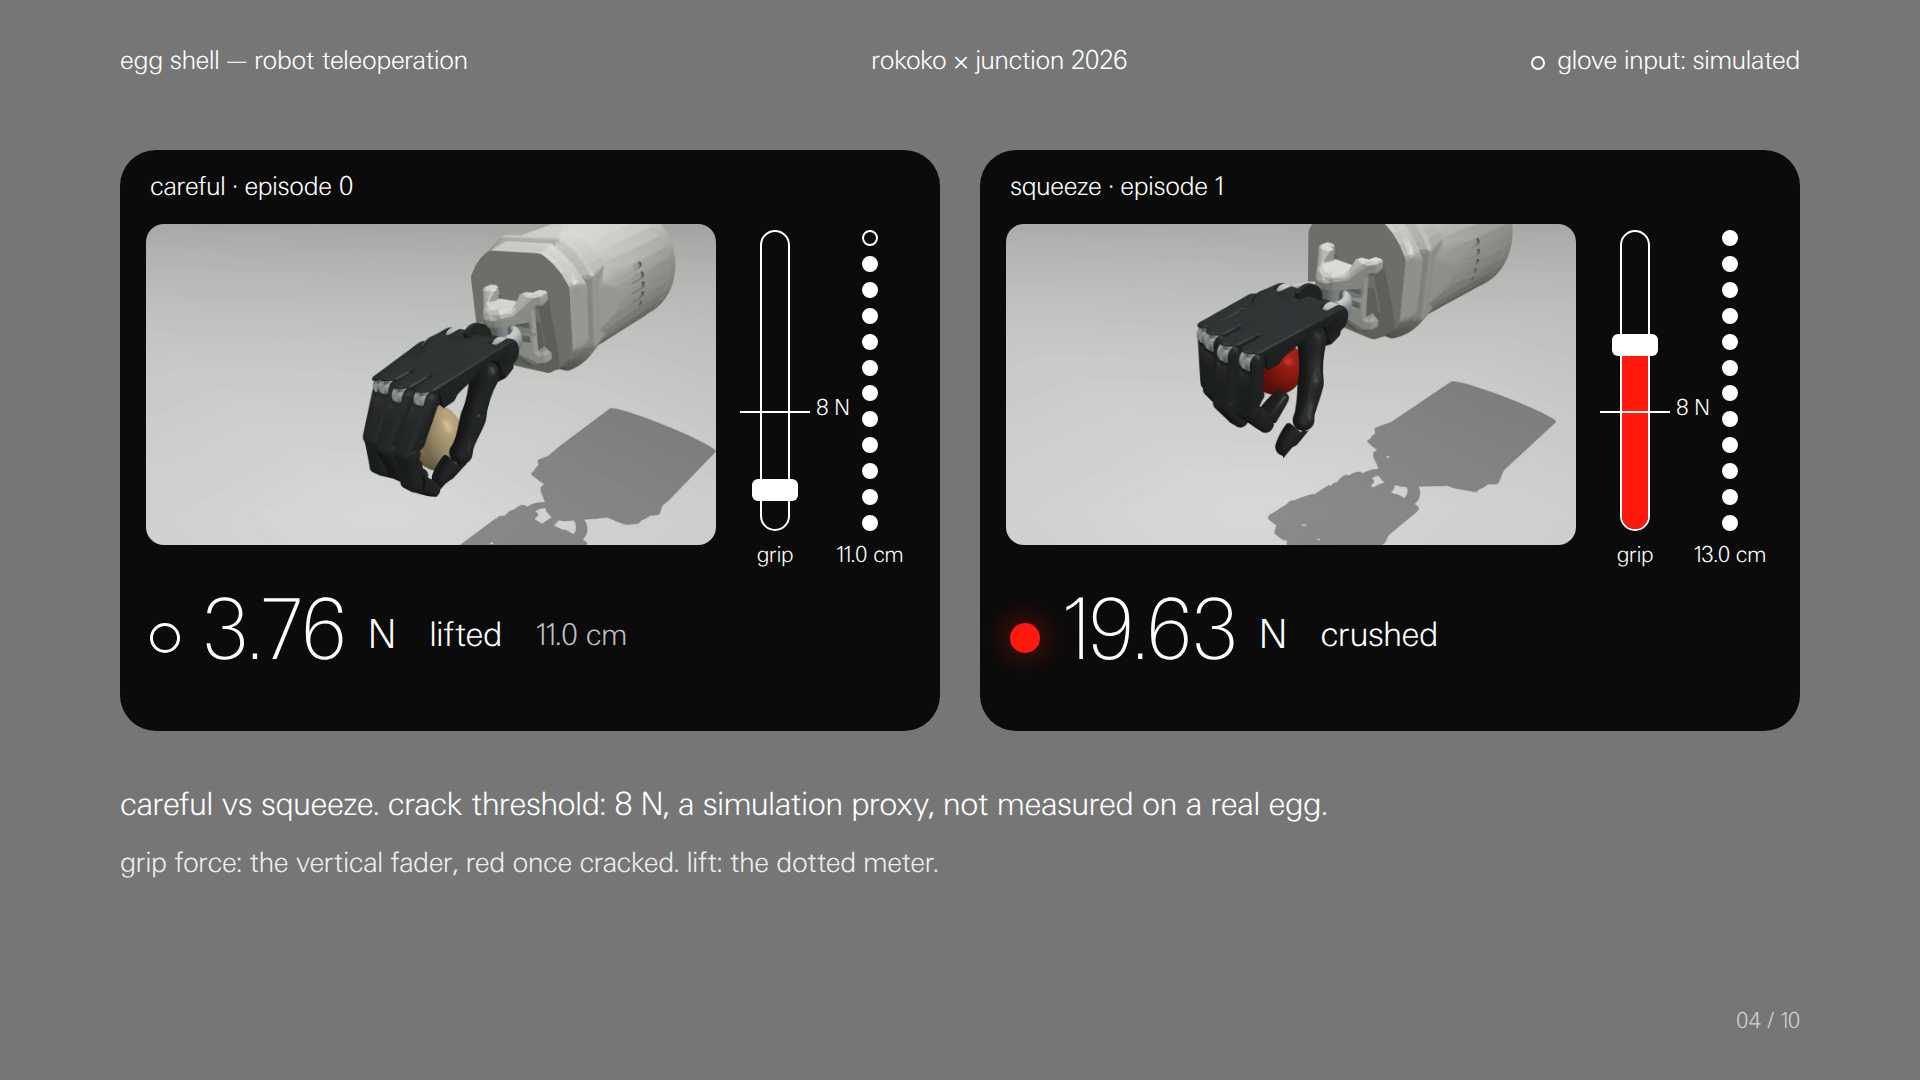 egg shell — robot teleoperation
rokoko × junction 2026
glove input: simulated
careful · episode 0
8 N
grip
11.0 cm
3.76 N lifted 11.0 cm
squeeze · episode 1
8 N
grip
13.0 cm
19.63 N crushed
careful vs squeeze. crack threshold: 8 N, a simulation proxy, not measured on a real egg.
grip force: the vertical fader, red once cracked. lift: the dotted meter.
04 / 10